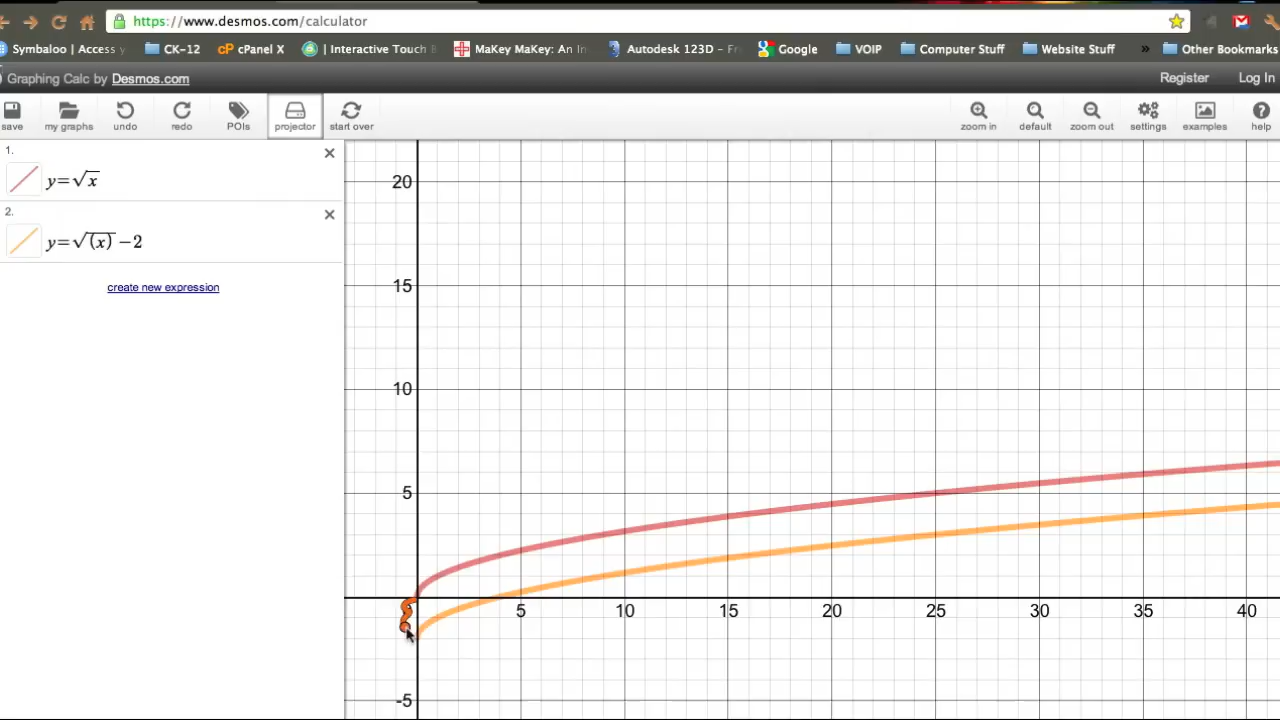 https://www.desmos.com/calculator
Symbaloo | Access y CK-12 cPanel X | Interactive Touch B MaKey MaKey: An In Autodesk 123D - Fr Google VOIP Computer Stuff Website Stuff » Other Bookmarks
Graphing Calc by Desmos.com Register Log In
save my graphs undo redo POIs projector start over zoom in default zoom out settings examples help
1.
y=√x
2.
y=√(x) −2
create new expression
20
15
10
5
5 10 15 20 25 30 35 40
-5